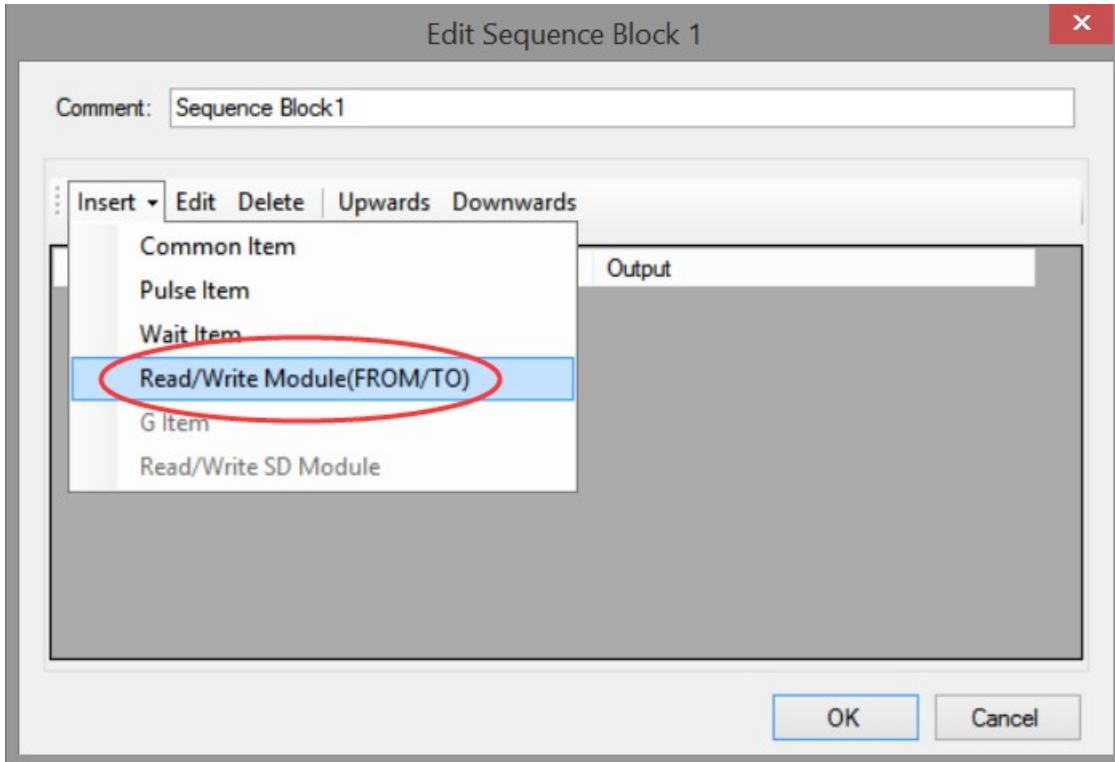 Edit Sequence Block 1
Comment: Sequence Block1
Insert Edit Delete Upwards Downwards
Common Item
Output
Pulse Item
Wait Item
Read/Write Module(FROM/TO)
G Item
Read/Write SD Module
OK Cancel